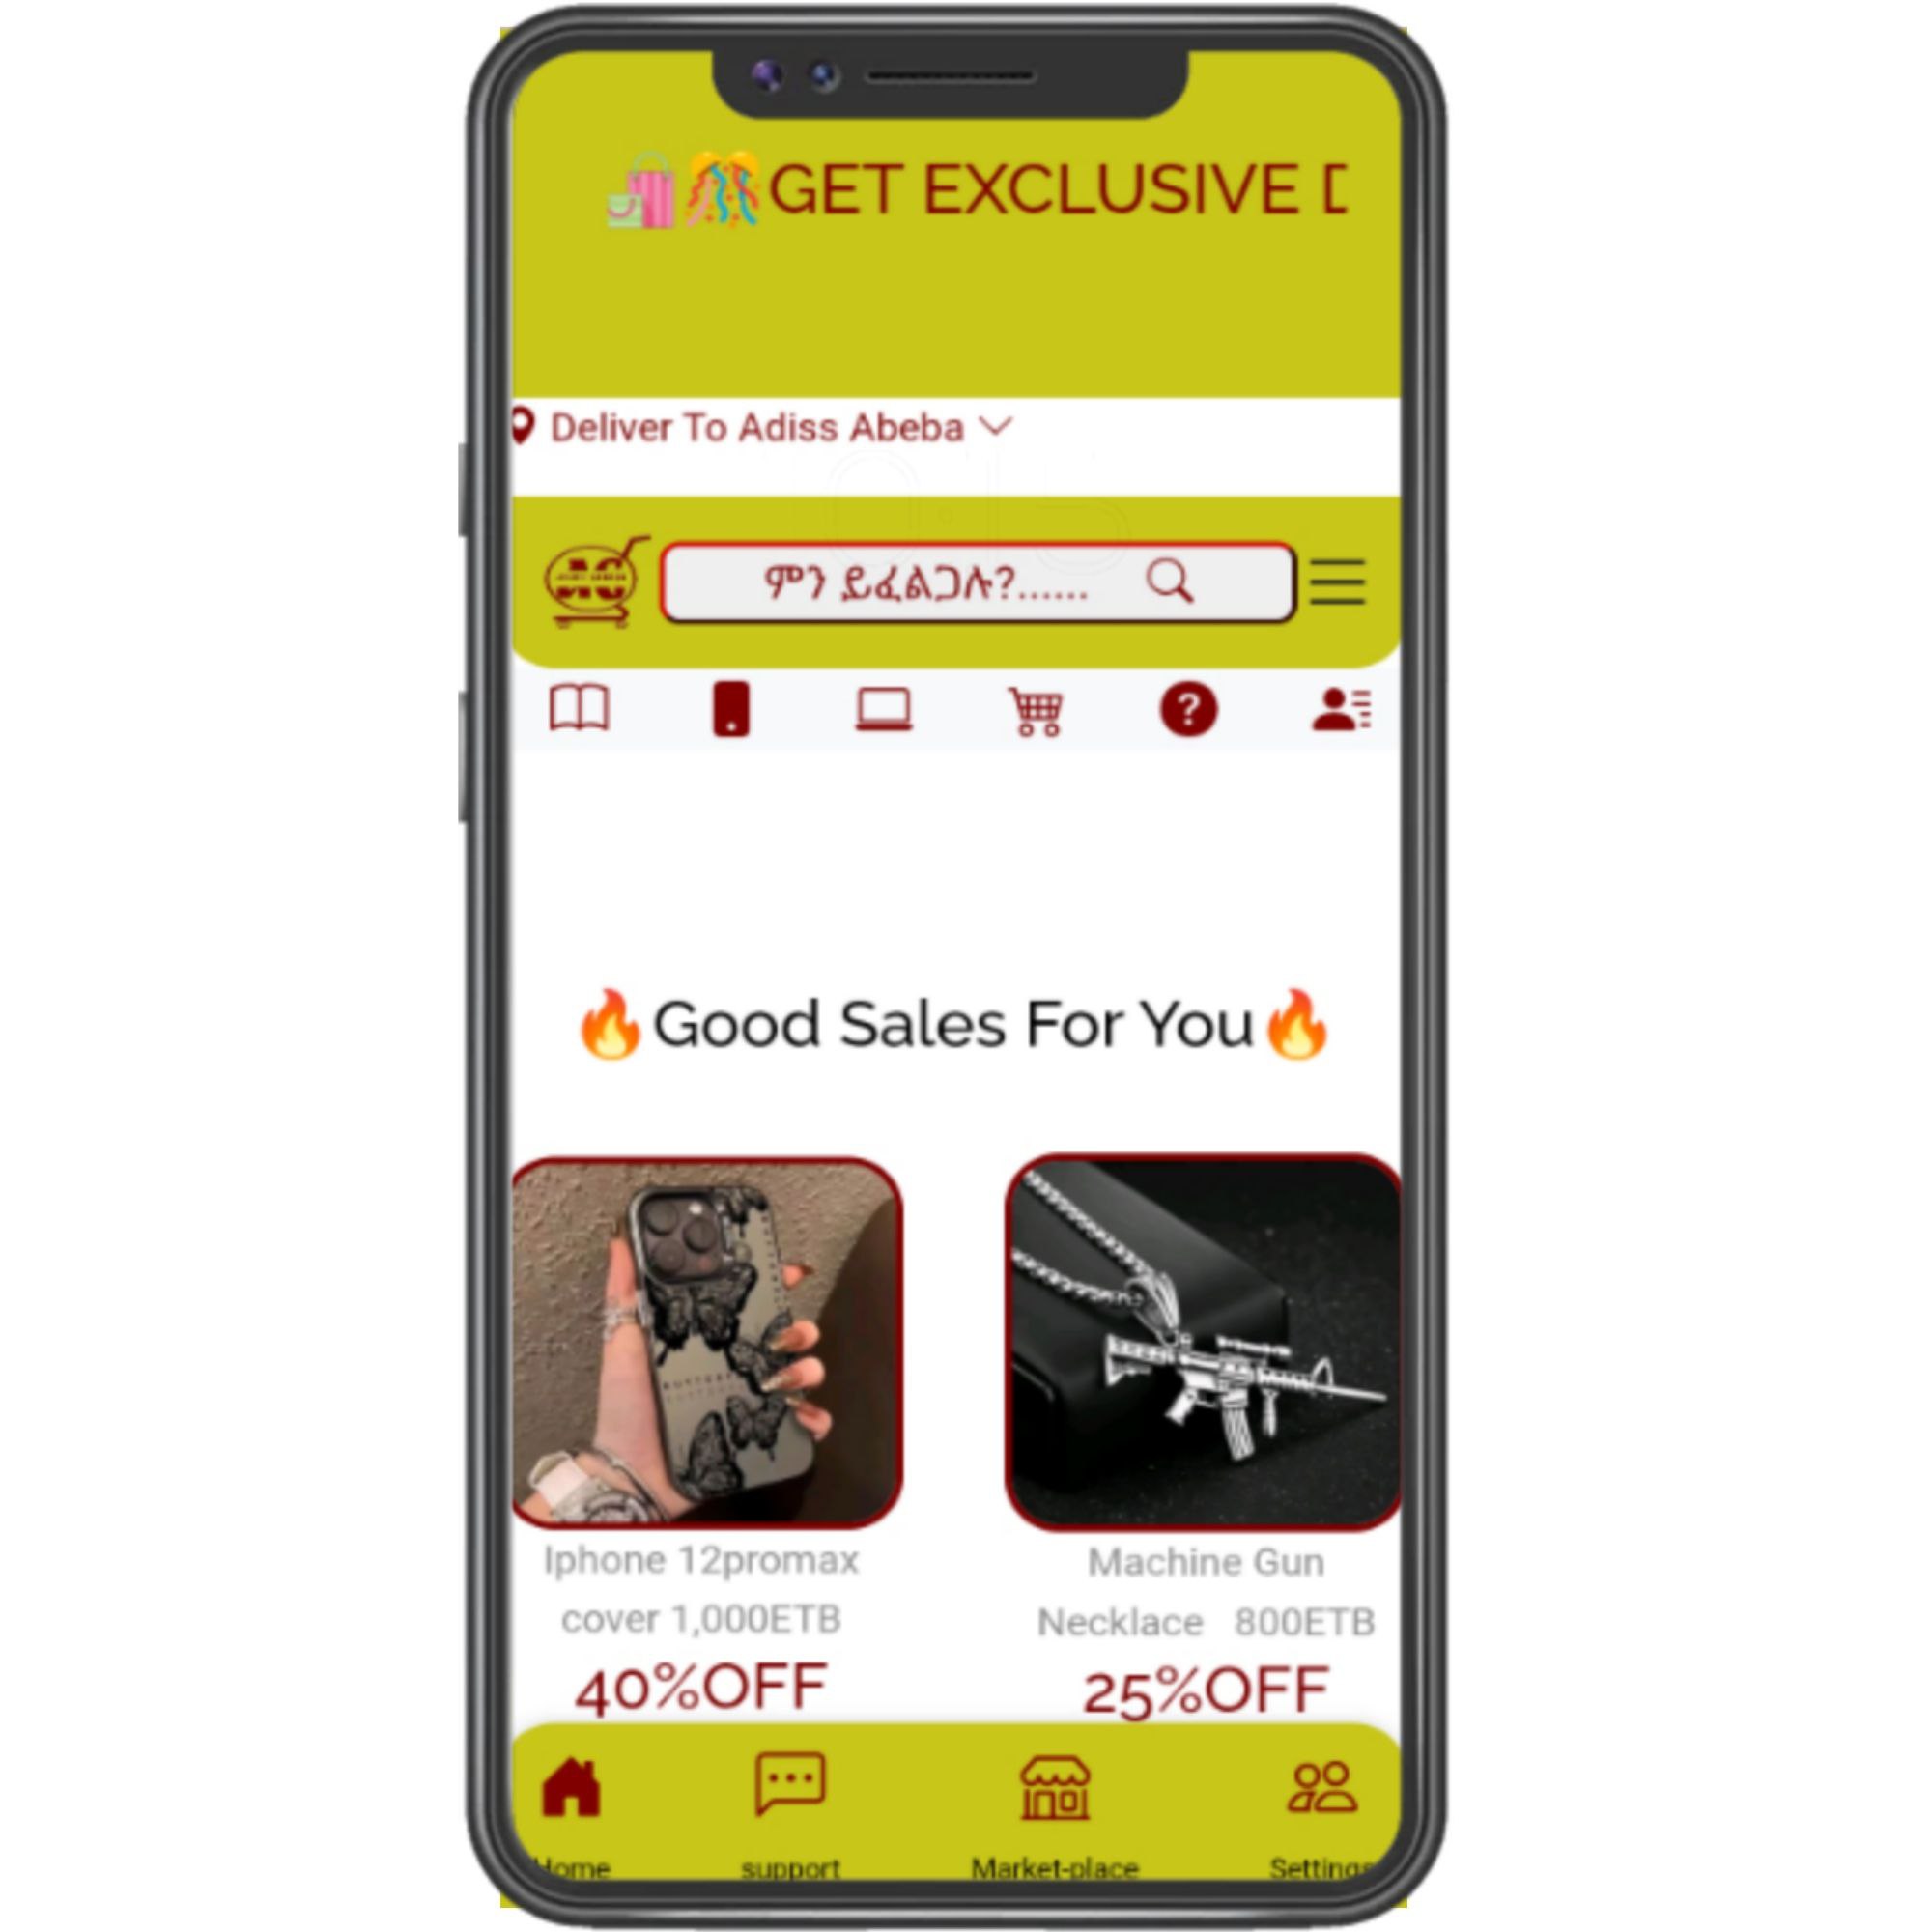 🛍🎊GET EXCLUSIVE
Deliver To Adiss Abeba
ምን ይፈልጋሉ?......
🔥Good Sales For You🔥
Iphone 12promax
cover 1,000ETB
40%OFF
Machine Gun
Necklace 800ETB
25%OFF
Home
support
Market-place
Settings